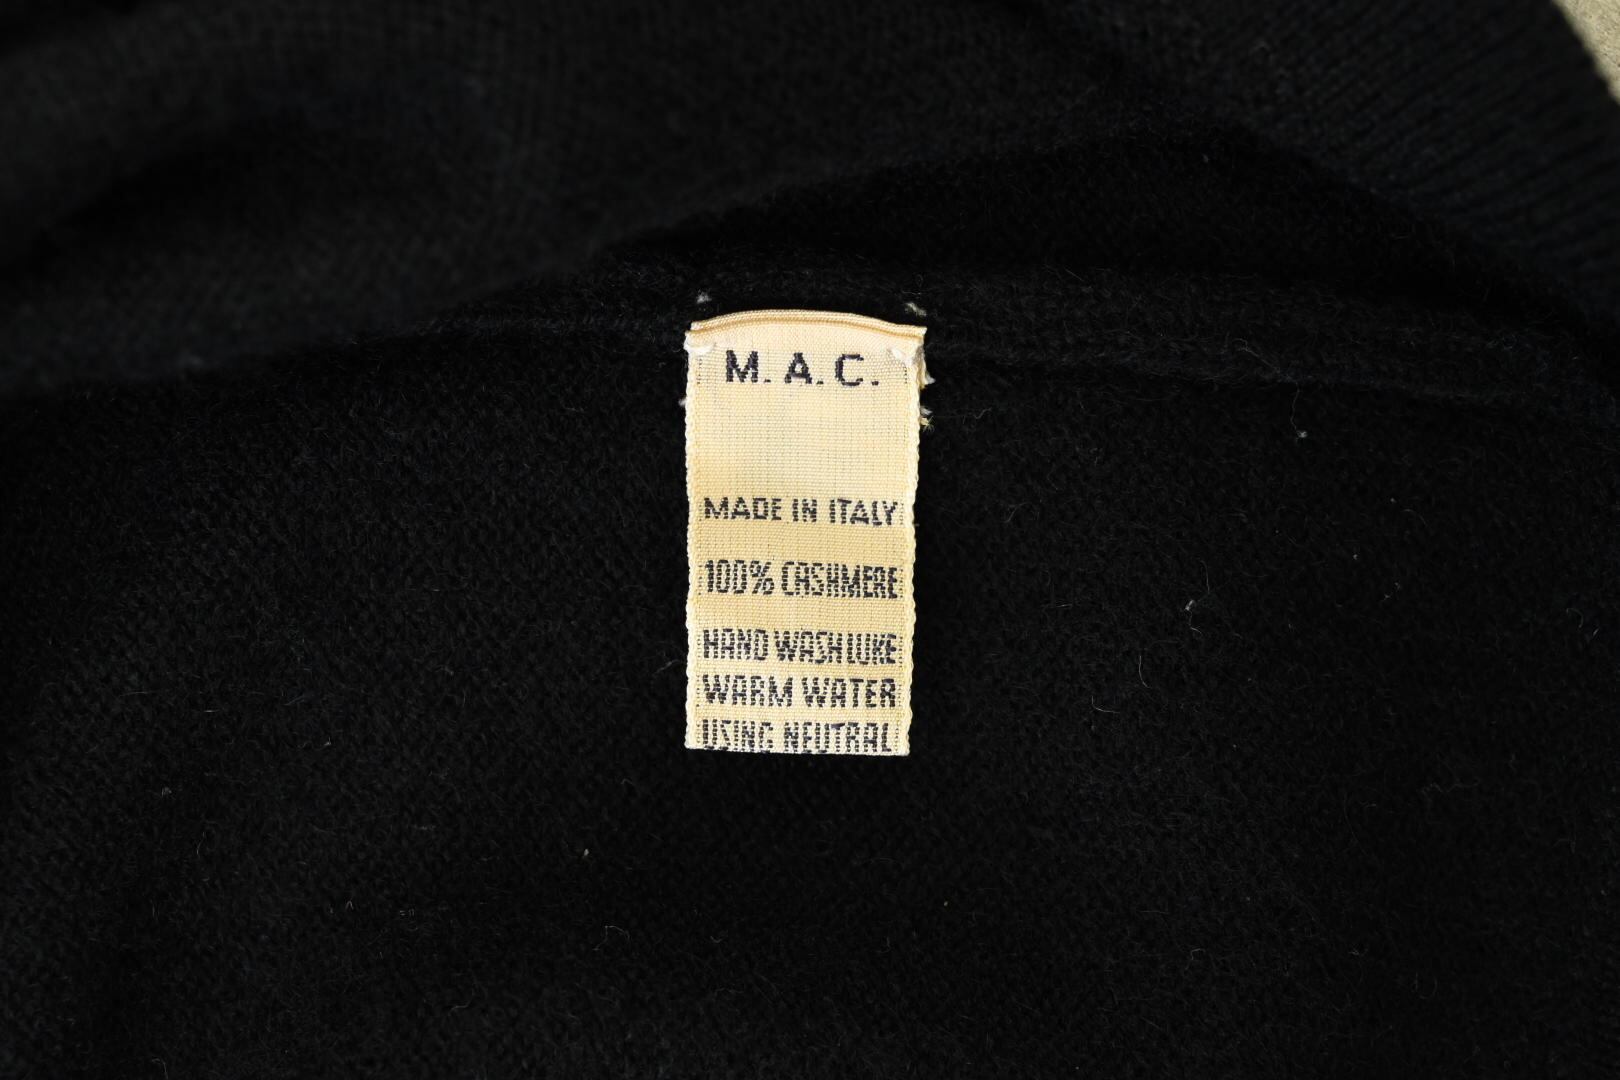 M. A. C.
MADE IN ITALY
100% CASHMERE
HAND WASH LUKE
WARM WATER
USING NEUTRAL